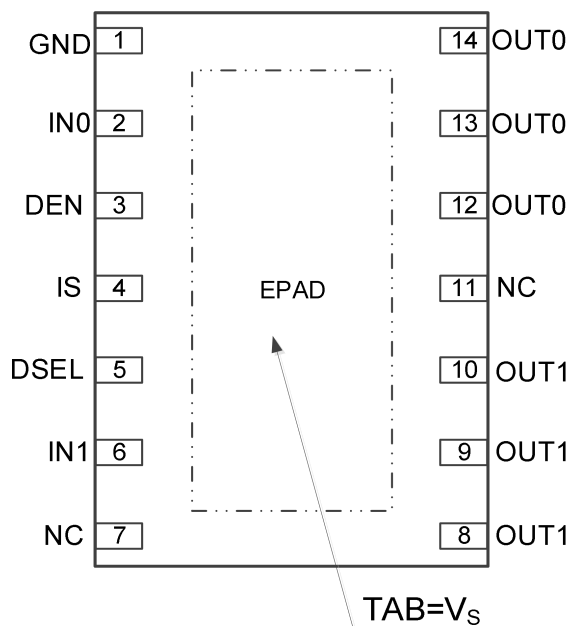 GND 1 14 OUT0
IN0 2 13 OUT0
DEN 3 12 OUT0
IS 4 EPAD 11 NC
DSEL 5 10 OUT1
IN1 6 9 OUT1
NC 7 8 OUT1
TAB=VS